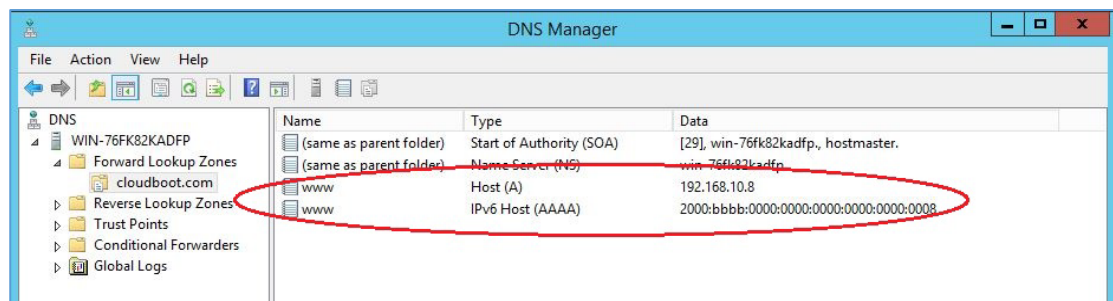 DNS Manager
File Action View Help
DNS
WIN-76FK82KADFP
Forward Lookup Zones
cloudboot.com
Reverse Lookup Zones
Trust Points
Conditional Forwarders
Global Logs
Name Type Data
(same as parent folder) Start of Authority (SOA) [29], win-76fk82kadfp., hostmaster.
(same as parent folder) Name Server (NS) win-76fk82kadfp.
www Host (A) 192.168.10.8
www IPv6 Host (AAAA) 2000:bbbb:0000:0000:0000:0000:0000:0008